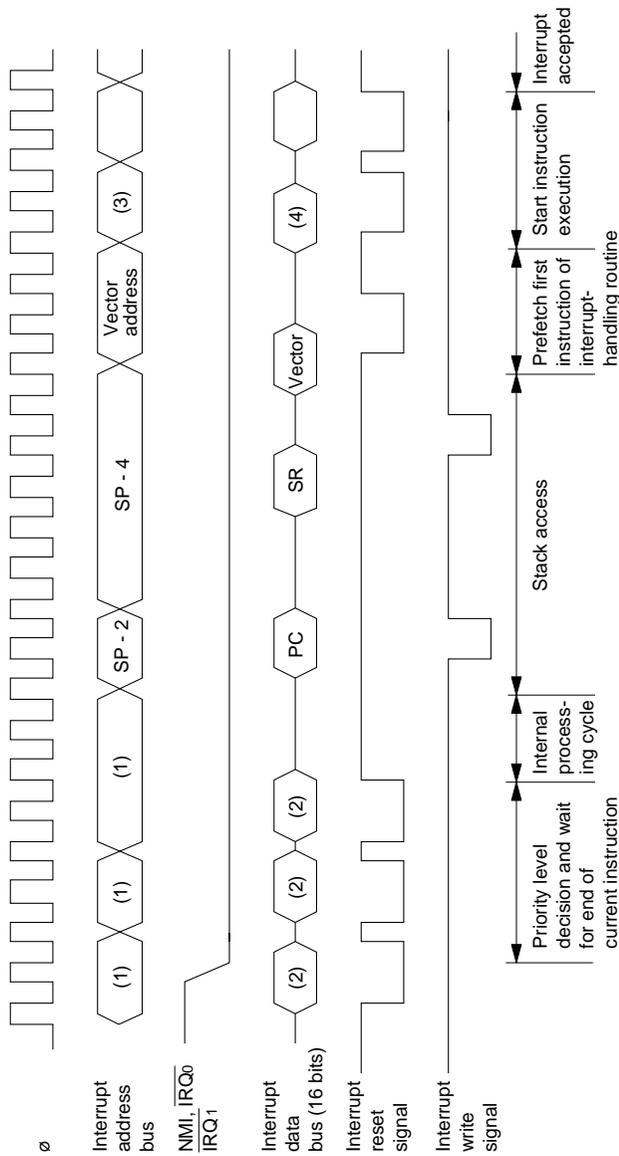 ø
Interrupt
address
bus
(1)
(1)
(1)
SP - 2
SP - 4
Vector
address
(3)
NMI, IRQ0
IRQ1
Interrupt
data
bus (16 bits)
(2)
(2)
(2)
PC
SR
Vector
(4)
Interrupt
reset
signal
Interrupt
write
signal
Priority level
decision and wait
for end of
current instruction
Internal
process-
ing cycle
Stack access
Prefetch first
instruction of
interrupt-
handling routine
Start instruction
execution
Interrupt
accepted